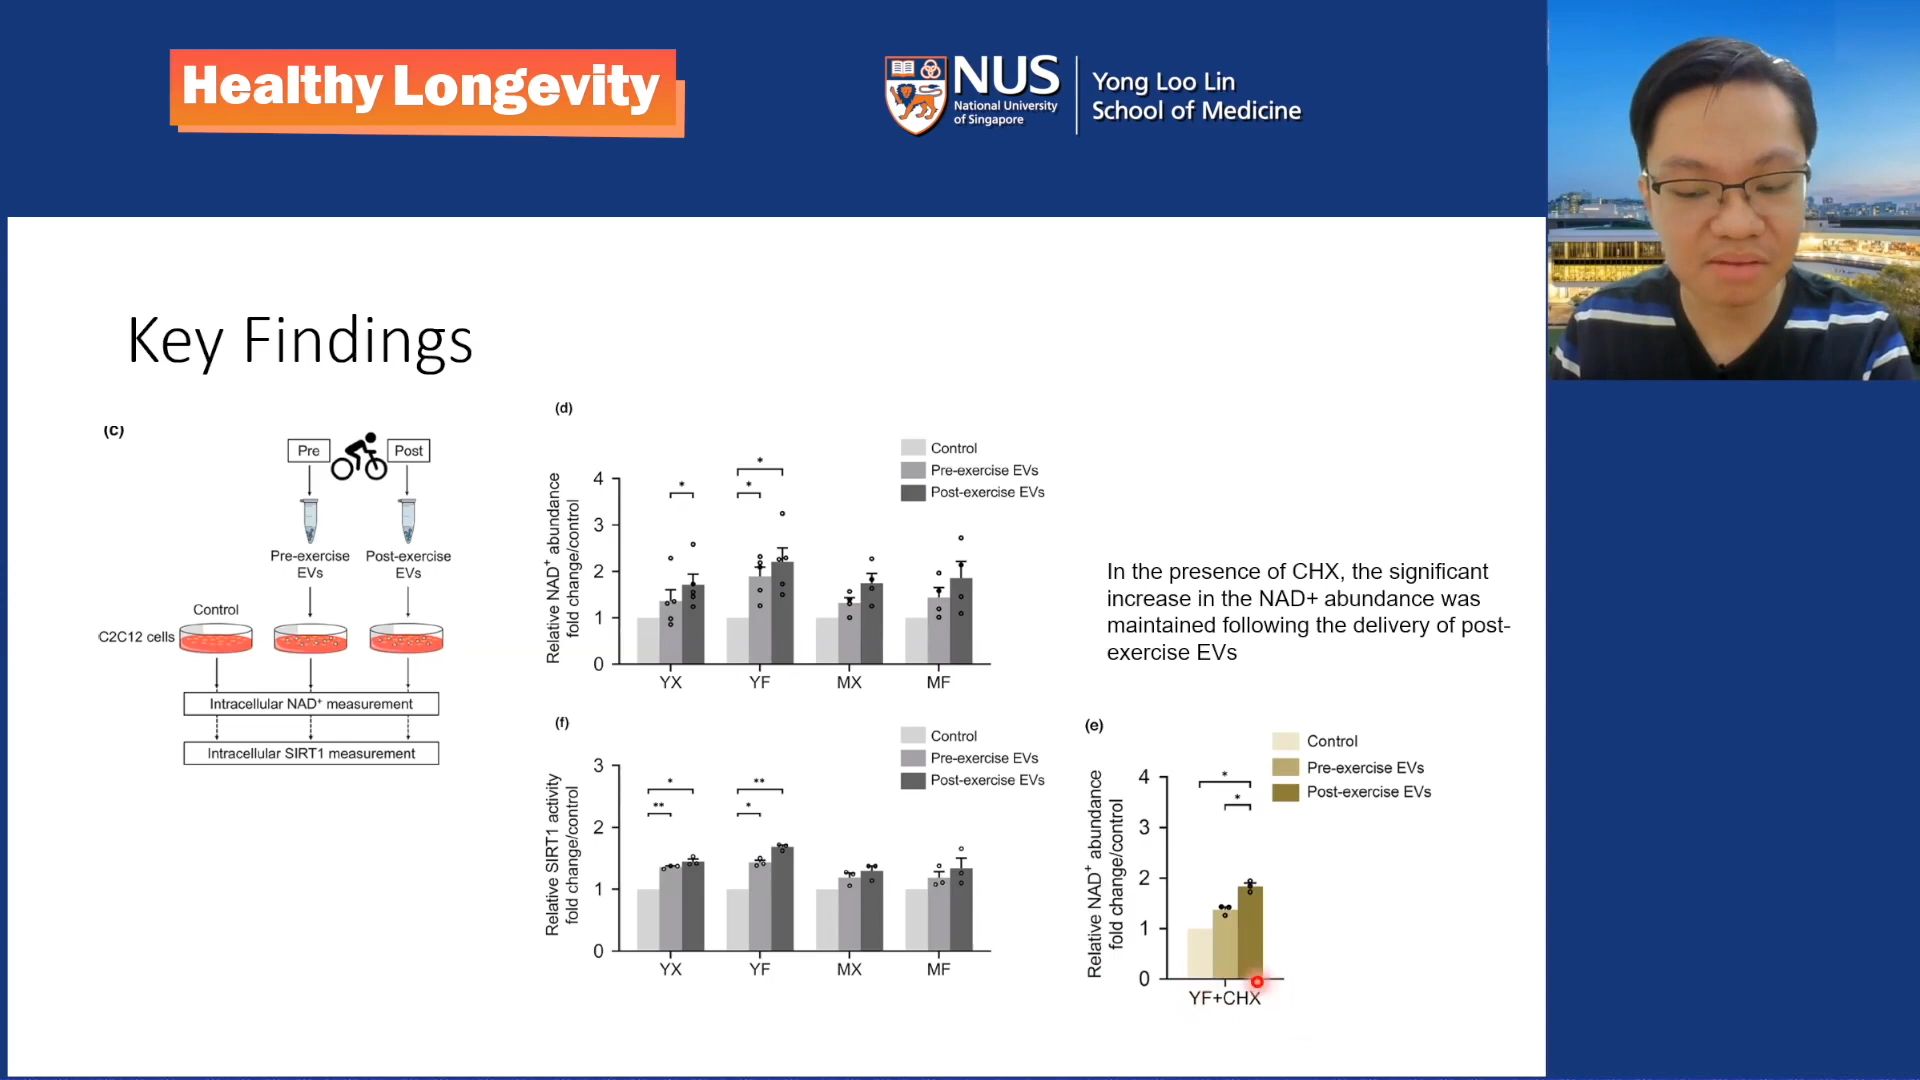 Healthy Longevity
NUS
National University
of Singapore
Yong Loo Lin
School of Medicine
Key Findings
(c)
Pre
Post
Pre-exercise
EVs
Post-exercise
EVs
Control
C2C12 cells
Intracellular NAD⁺ measurement
Intracellular SIRT1 measurement
(d)
Control
Pre-exercise EVs
Post-exercise EVs
Relative NAD⁺ abundance
fold change/control
4
3
2
1
0
*
*
*
YX
YF
MX
MF
(f)
Control
Pre-exercise EVs
Post-exercise EVs
Relative SIRT1 activity
fold change/control
3
2
1
0
*
**
**
*
YX
YF
MX
MF
In the presence of CHX, the significant
increase in the NAD+ abundance was
maintained following the delivery of post-
exercise EVs
(e)
Control
Pre-exercise EVs
Post-exercise EVs
Relative NAD⁺ abundance
fold change/control
4
3
2
1
0
*
*
YF+CHX